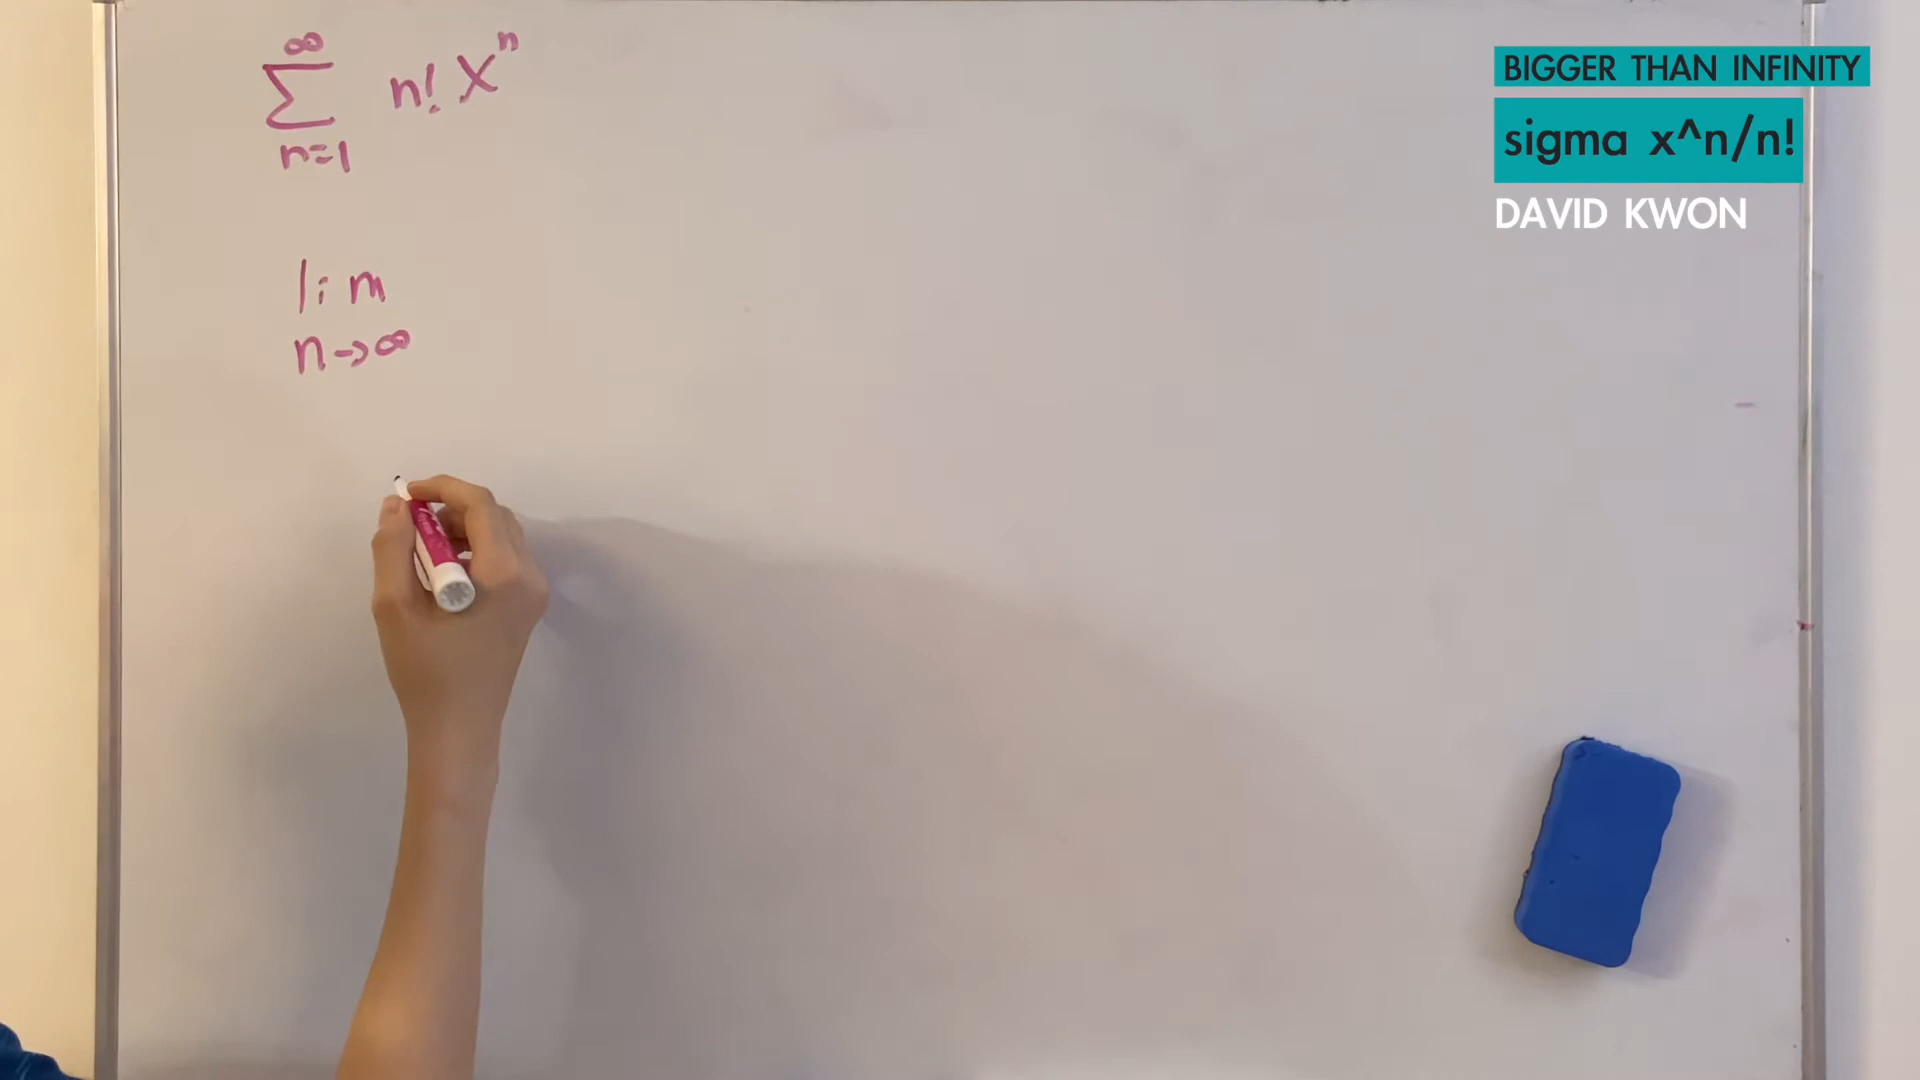 ∞
Σ n! x^n
n=1
lim
n→∞
BIGGER THAN INFINITY
sigma x^n/n!
DAVID KWON